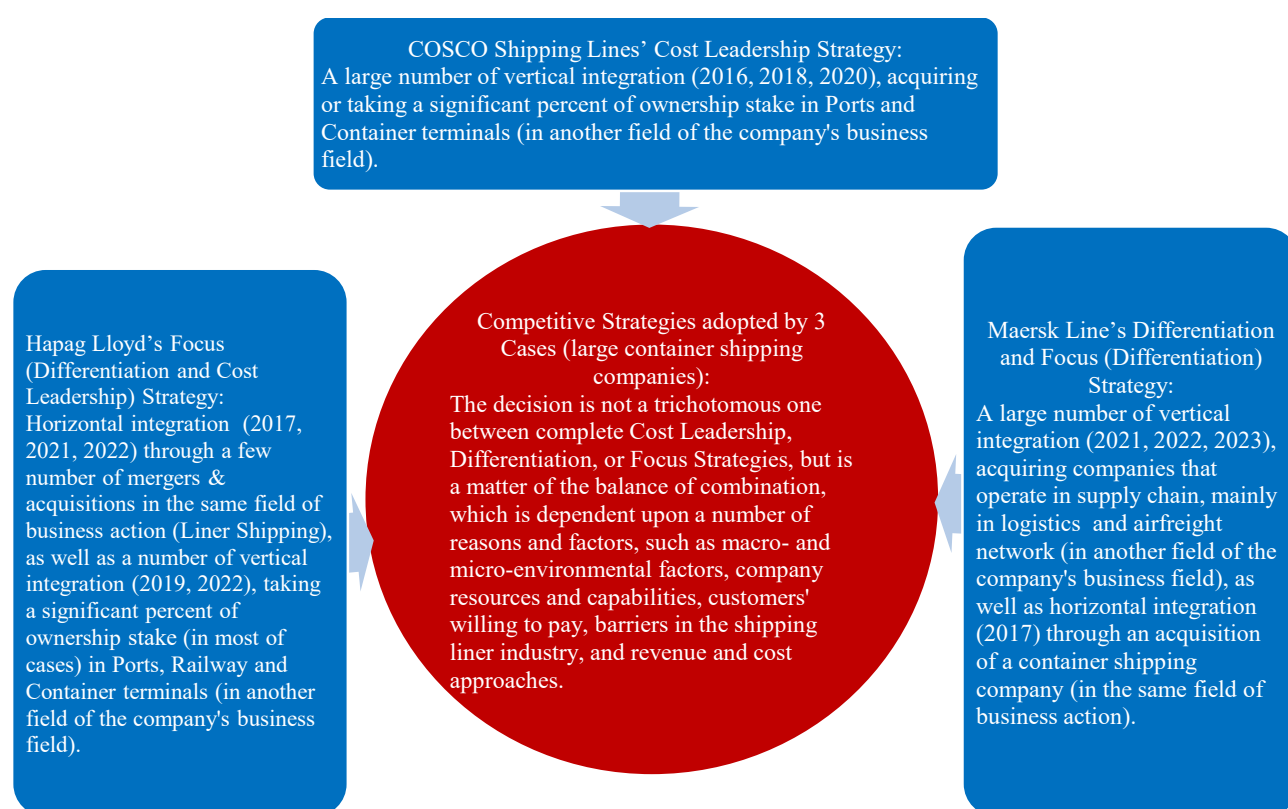 COSCO Shipping Lines’ Cost Leadership Strategy:
A large number of vertical integration (2016, 2018, 2020), acquiring
or taking a significant percent of ownership stake in Ports and
Container terminals (in another field of the company's business
field).
Hapag Lloyd’s Focus
(Differentiation and Cost
Leadership) Strategy:
Horizontal integration (2017,
2021, 2022) through a few
number of mergers &
acquisitions in the same field of
business action (Liner Shipping),
as well as a number of vertical
integration (2019, 2022), taking
a significant percent of
ownership stake (in most of
cases) in Ports, Railway and
Container terminals (in another
field of the company's business
field).
Competitive Strategies adopted by 3
Cases (large container shipping
companies):
The decision is not a trichotomous one
between complete Cost Leadership,
Differentiation, or Focus Strategies, but is
a matter of the balance of combination,
which is dependent upon a number of
reasons and factors, such as macro- and
micro-environmental factors, company
resources and capabilities, customers'
willing to pay, barriers in the shipping
liner industry, and revenue and cost
approaches.
Maersk Line’s Differentiation
and Focus (Differentiation)
Strategy:
A large number of vertical
integration (2021, 2022, 2023),
acquiring companies that
operate in supply chain, mainly
in logistics and airfreight
network (in another field of the
company's business field), as
well as horizontal integration
(2017) through an acquisition
of a container shipping
company (in the same field of
business action).